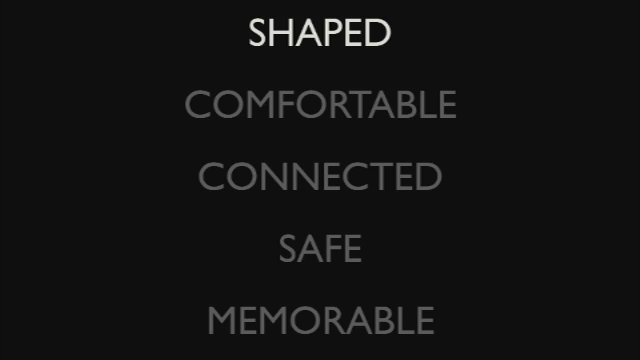 SHAPED
COMFORTABLE
CONNECTED
SAFE
MEMORABLE